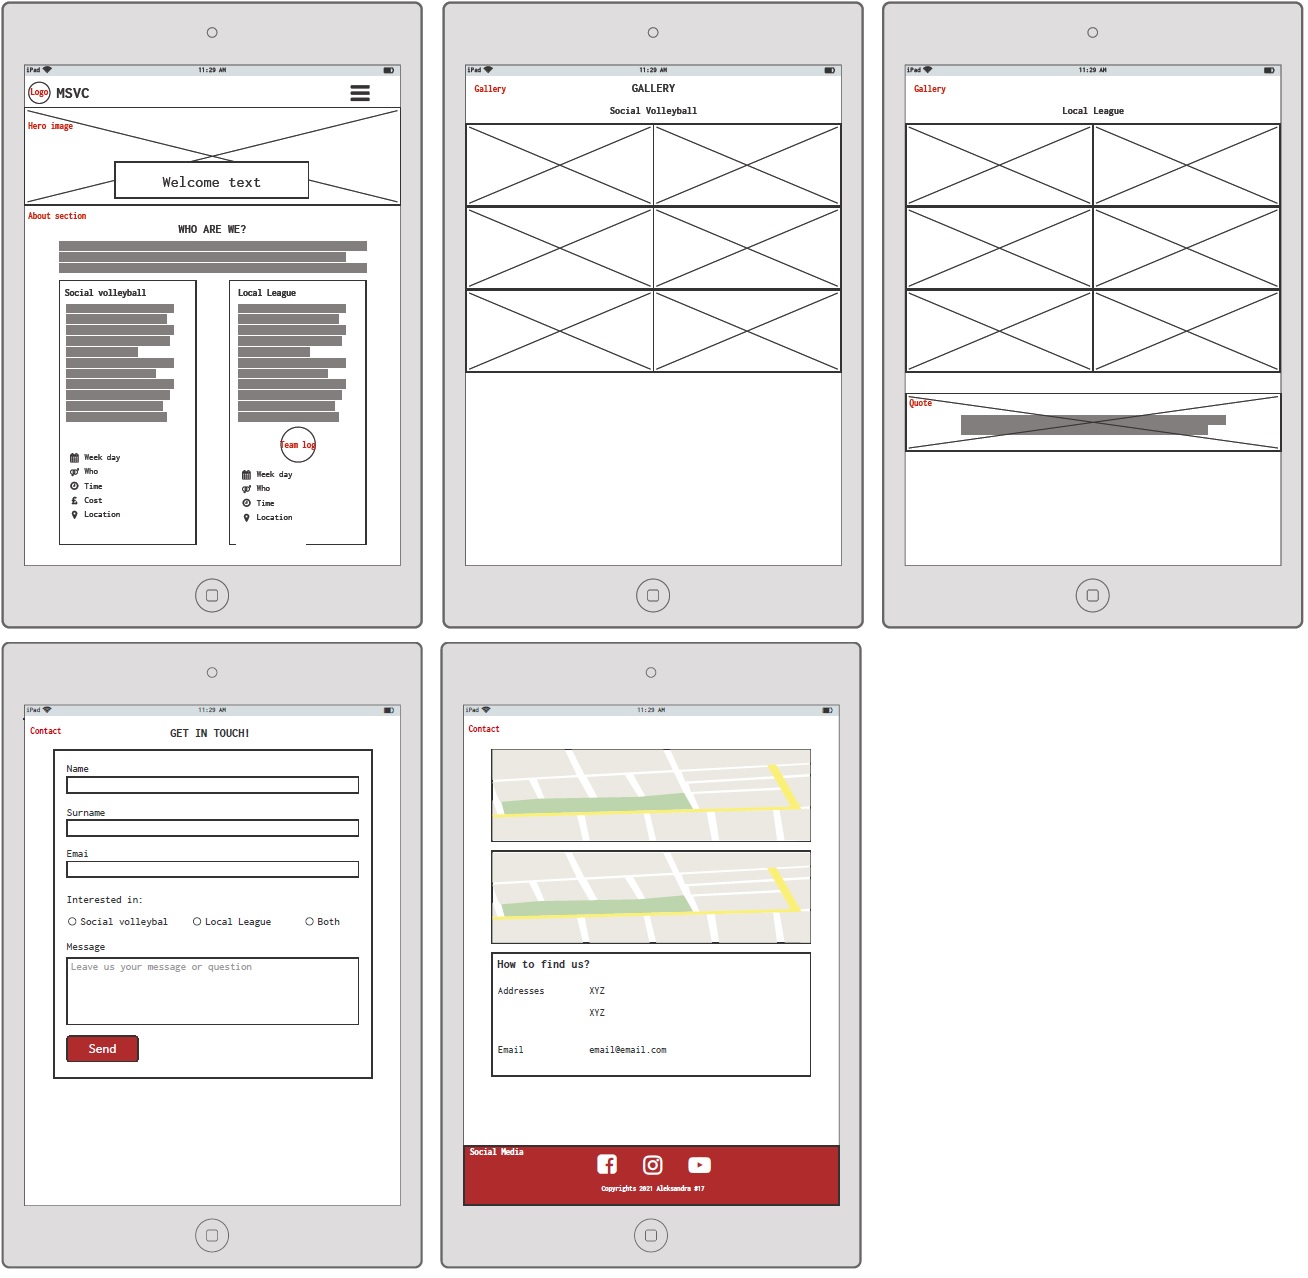 iPad 11:29 AM
Logo MSVC
Hero image
Welcome text
About section
WHO ARE WE?
Social volleyball
Week day
Who
Time
Cost
Location
Local League
Team log
Week day
Who
Time
Location
iPad 11:29 AM
Gallery
GALLERY
Social Volleyball
iPad 11:29 AM
Gallery
Local League
Quote
iPad 11:29 AM
Contact
GET IN TOUCH!
Name
Surname
Emai
Interested in:
Social volleybal Local League Both
Message
Leave us your message or question
Send
iPad 11:29 AM
Contact
How to find us?
Addresses XYZ
XYZ
Email email@email.com
Social Media
Copyrights 2021 Aleksandra #17